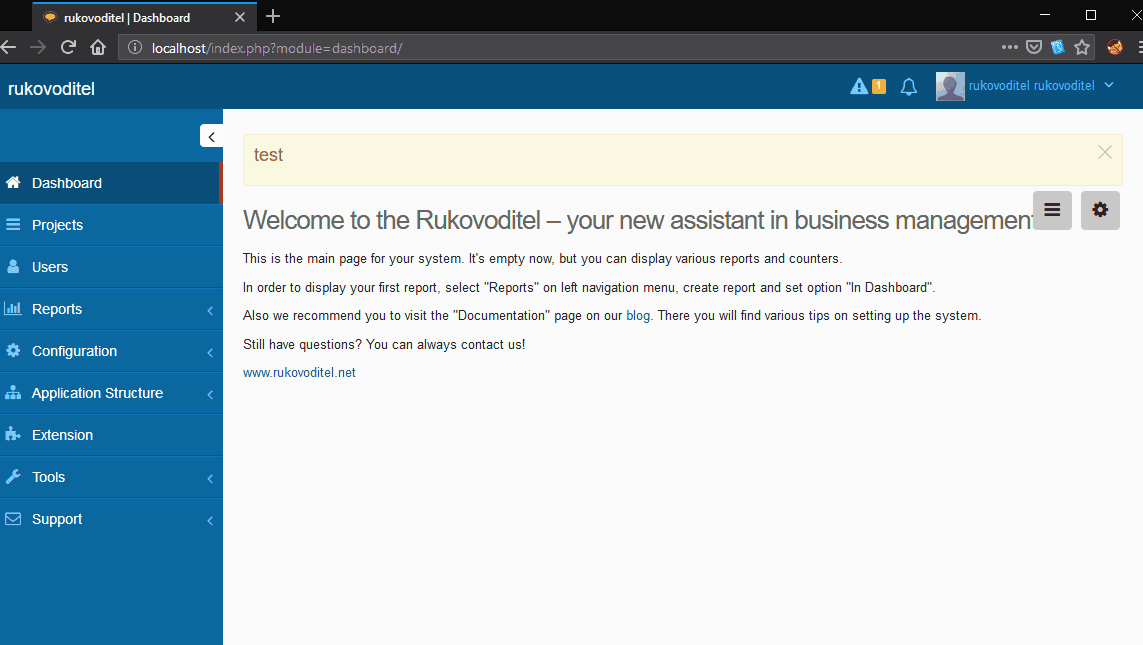 rukovoditel | Dashboard
localhost/index.php?module=dashboard/
rukovoditel
1
rukovoditel rukovoditel
Dashboard
Projects
Users
Reports
Configuration
Application Structure
Extension
Tools
Support
test
Welcome to the Rukovoditel – your new assistant in business management
This is the main page for your system. It's empty now, but you can display various reports and counters.
In order to display your first report, select "Reports" on left navigation menu, create report and set option "In Dashboard".
Also we recommend you to visit the "Documentation" page on our blog. There you will find various tips on setting up the system.
Still have questions? You can always contact us!
www.rukovoditel.net